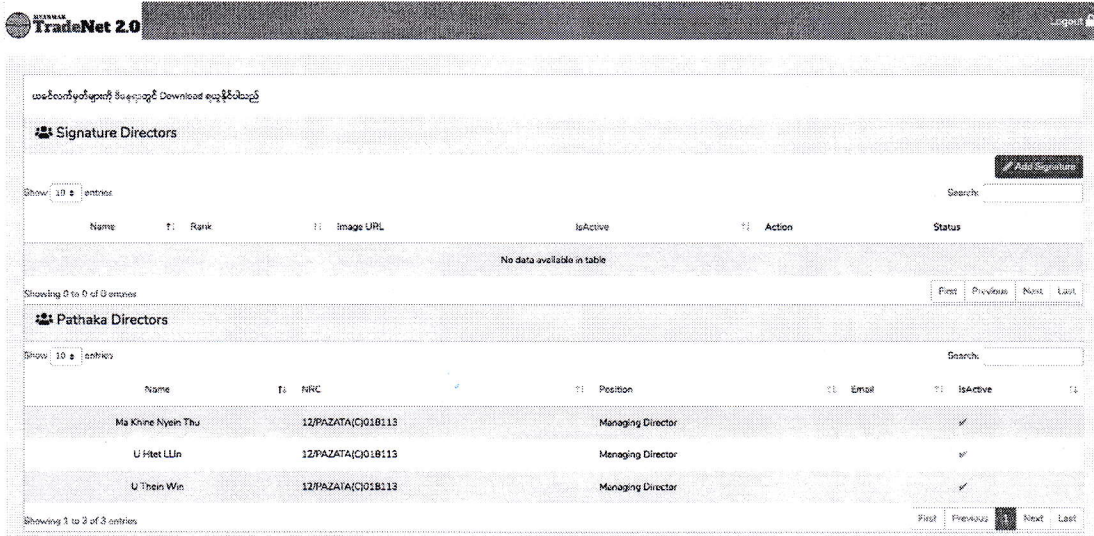 MYANMAR
TradeNet 2.0
Logout
ယခင်လက်မှတ်များကို ဒီနေရာတွင် Download ရယူနိုင်ပါသည်
Signature Directors
Add Signature
Show 10 entries
Search:
Name Rank Image URL IsActive Action Status
No data available in table
Showing 0 to 0 of 0 entries
First Previous Next Last
Pathaka Directors
Show 10 entries
Search:
Name NRC Position Email IsActive
Ma Khine Nyein Thu 12/PAZATA(C)018113 Managing Director ✔
U Htet LLin 12/PAZATA(C)018113 Managing Director ✔
U Thein Win 12/PAZATA(C)018113 Managing Director ✔
Showing 1 to 3 of 3 entries
First Previous 1 Next Last